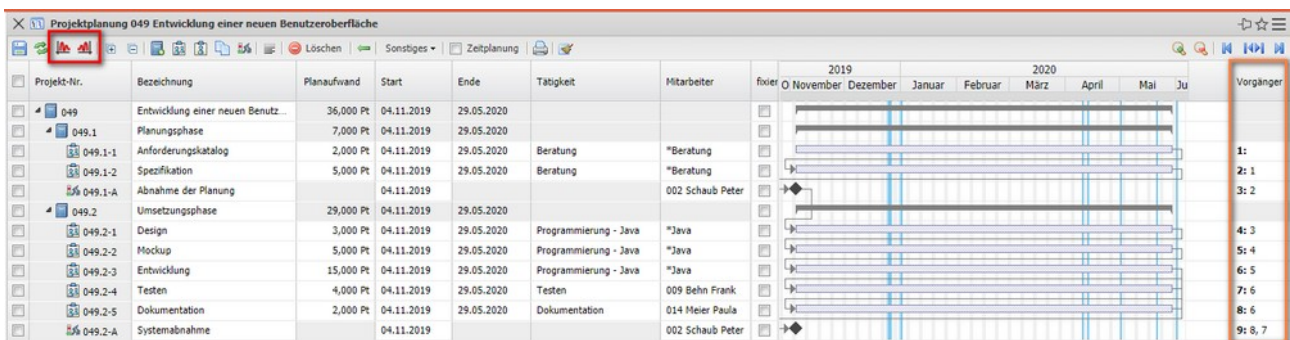 Projektplanung 049 Entwicklung einer neuen Benutzeroberfläche
Löschen Sonstiges Zeitplanung
Projekt-Nr. Bezeichnung Planaufwand Start Ende Tätigkeit Mitarbeiter fixier 2019 2020 Vorgänger
O November Dezember Januar Februar März April Mai Ju
049 Entwicklung einer neuen Benutz... 36,000 Pt 04.11.2019 29.05.2020
049.1 Planungsphase 7,000 Pt 04.11.2019 29.05.2020
049.1-1 Anforderungskatalog 2,000 Pt 04.11.2019 29.05.2020 Beratung *Beratung 1:
049.1-2 Spezifikation 5,000 Pt 04.11.2019 29.05.2020 Beratung *Beratung 2: 1
049.1-A Abnahme der Planung 04.11.2019 002 Schaub Peter 3: 2
049.2 Umsetzungsphase 29,000 Pt 04.11.2019 29.05.2020
049.2-1 Design 3,000 Pt 04.11.2019 29.05.2020 Programmierung - Java *Java 4: 3
049.2-2 Mockup 5,000 Pt 04.11.2019 29.05.2020 Programmierung - Java *Java 5: 4
049.2-3 Entwicklung 15,000 Pt 04.11.2019 29.05.2020 Programmierung - Java *Java 6: 5
049.2-4 Testen 4,000 Pt 04.11.2019 29.05.2020 Testen 009 Behn Frank 7: 6
049.2-5 Dokumentation 2,000 Pt 04.11.2019 29.05.2020 Dokumentation 014 Meier Paula 8: 6
049.2-A Systemabnahme 04.11.2019 002 Schaub Peter 9: 8, 7